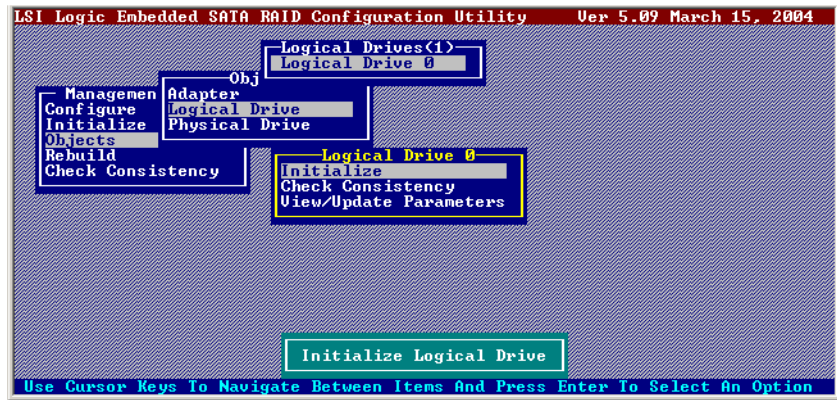 LSI Logic Embedded SATA RAID Configuration Utility Ver 5.09 March 15, 2004
Logical Drives(1)
Logical Drive 0
Obj
Adapter
Logical Drive
Physical Drive
Managemen
Configure
Initialize
Objects
Rebuild
Check Consistency
Logical Drive 0
Initialize
Check Consistency
View/Update Parameters
Initialize Logical Drive
Use Cursor Keys To Navigate Between Items And Press Enter To Select An Option